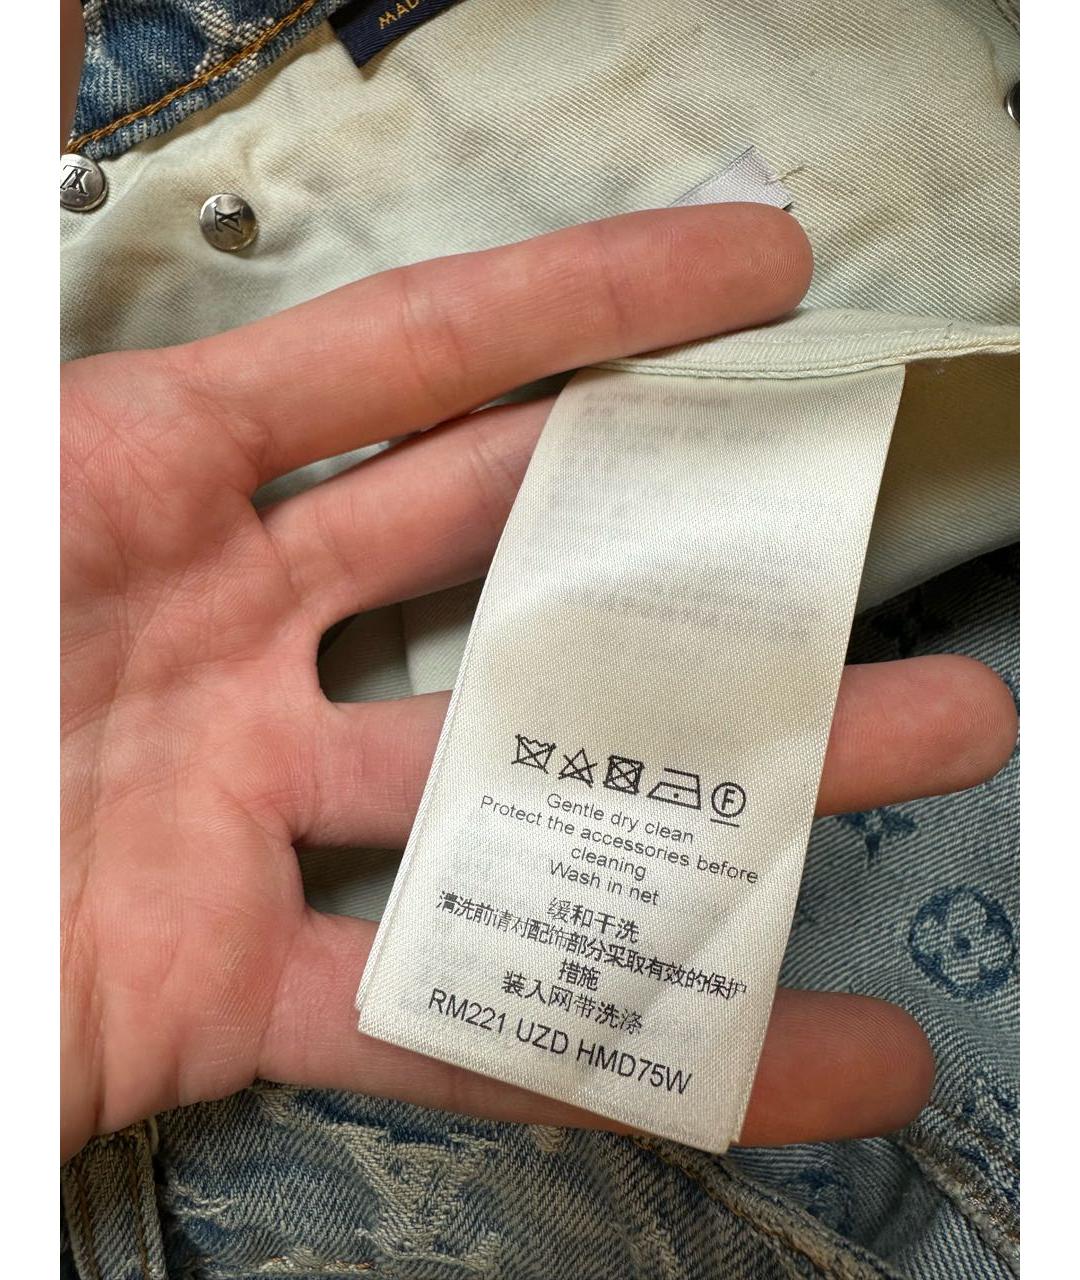 Gentle dry clean
Protect the accessories before
cleaning
Wash in net
缓和干洗
清洗前请对配饰部分采取有效的保护
措施
装入网带洗涤
RM221 UZD HMD75W
F
LV
LV